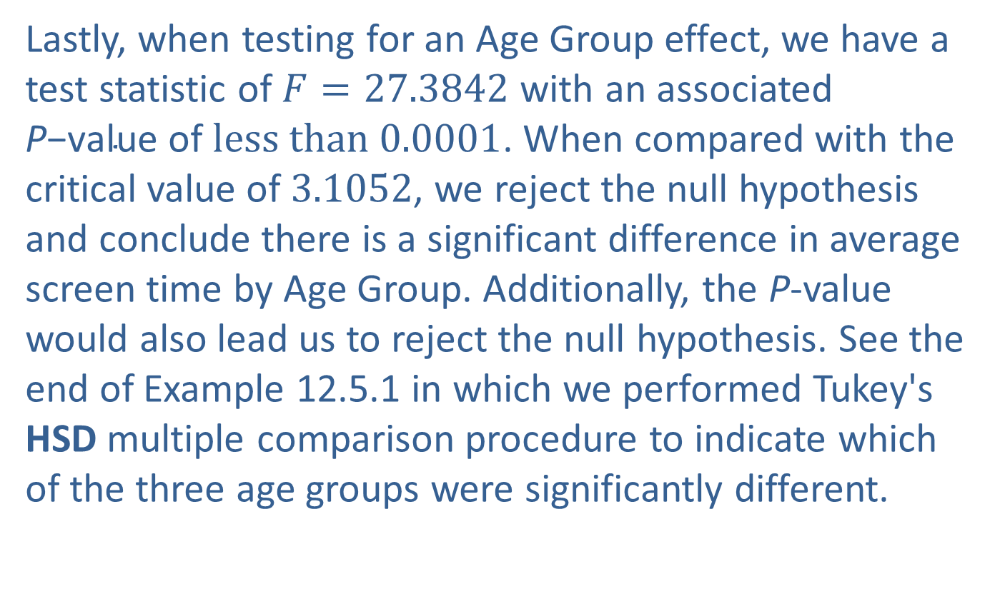 Lastly, when testing for an Age Group effect, we have a
test statistic of F = 27.3842 with an associated
P−value of less than 0.0001. When compared with the
critical value of 3.1052, we reject the null hypothesis
and conclude there is a significant difference in average
screen time by Age Group. Additionally, the P-value
would also lead us to reject the null hypothesis. See the
end of Example 12.5.1 in which we performed Tukey's
HSD multiple comparison procedure to indicate which
of the three age groups were significantly different.